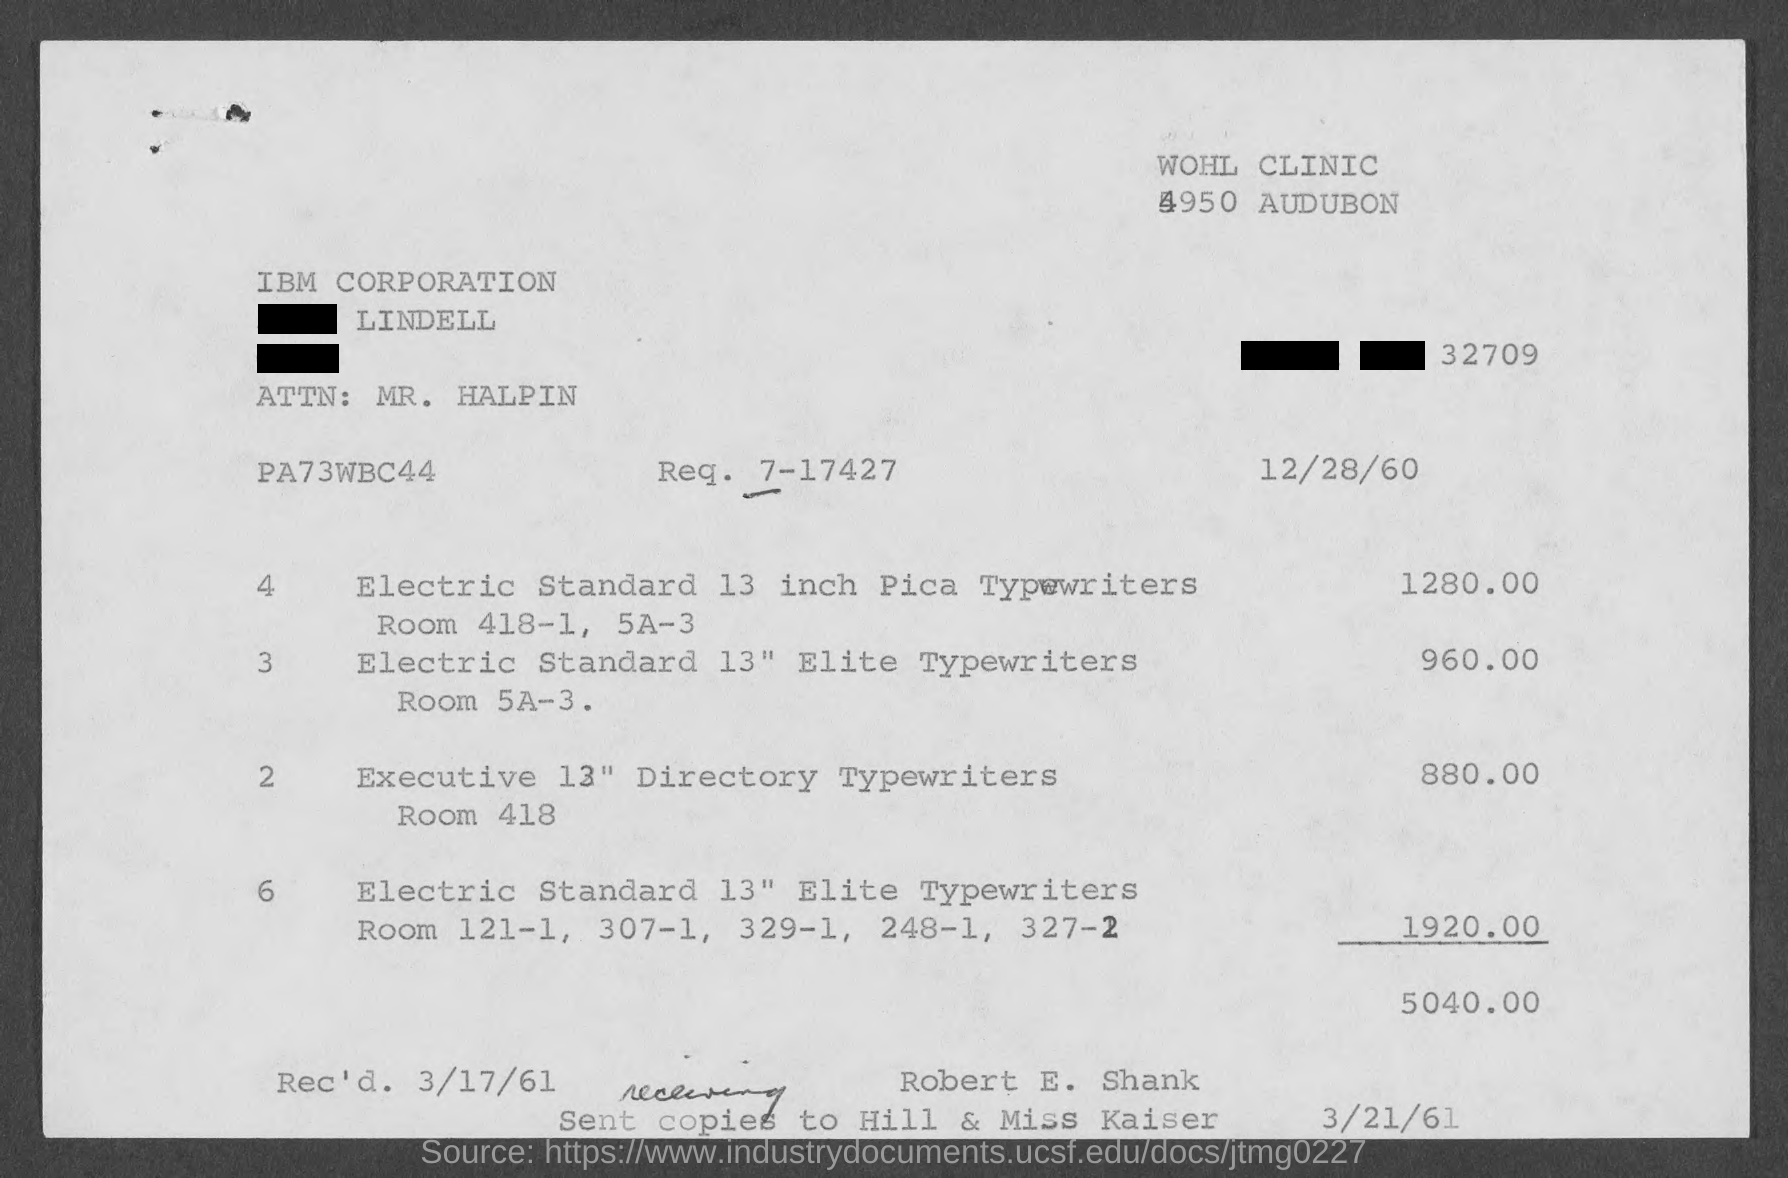 WOHL CLINIC
4950 AUDUBON
IBM CORPORATION
LINDELL
32709
ATTN: MR. HALPIN
PA73WBC44 Req. 7-17427 12/28/60
4 Electric Standard 13 inch Pica Typewriters 1280.00
Room 418-1, 5A-3
3 Electric Standard 13" Elite Typewriters 960.00
Room 5A-3.
2 Executive 13" Directory Typewriters 880.00
Room 418
6 Electric Standard 13" Elite Typewriters
Room 121-1, 307-1, 329-1, 248-1, 327-2 1920.00
5040.00
Rec'd. 3/17/61 receiving Robert E. Shank
Sent copies to Hill & Miss Kaiser 3/21/61
Source: https://www.industrydocuments.ucsf.edu/docs/jtmg0227